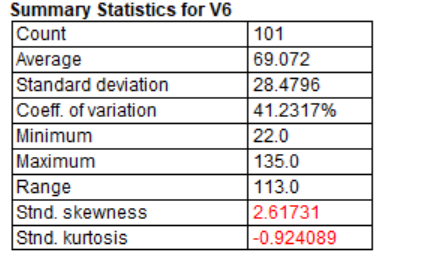 Summary Statistics for V6
Count 101
Average 69.072
Standard deviation 28.4796
Coeff. of variation 41.2317%
Minimum 22.0
Maximum 135.0
Range 113.0
Stnd. skewness 2.61731
Stnd. kurtosis -0.924089